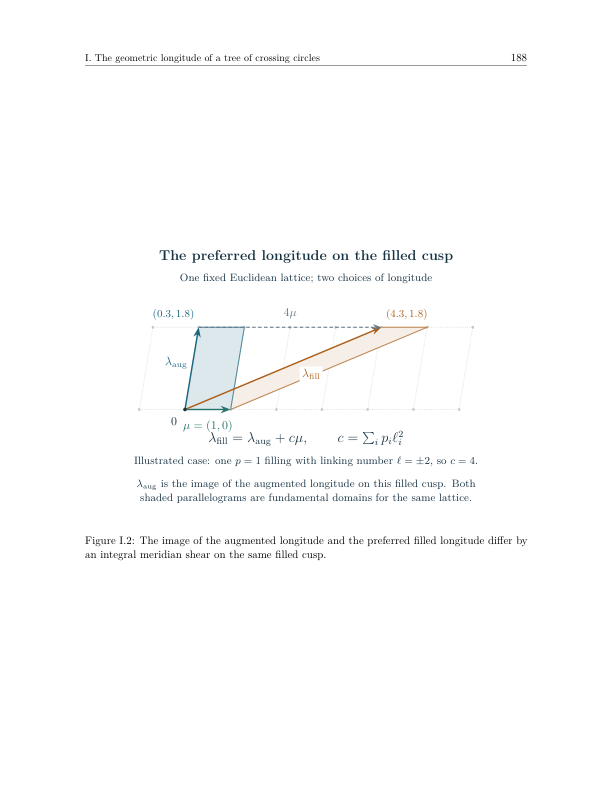 I. The geometric longitude of a tree of crossing circles 188
The preferred longitude on the filled cusp
One fixed Euclidean lattice; two choices of longitude
(0.3, 1.8) 4μ (4.3, 1.8)
λ_aug
λ_fill
0 μ = (1, 0)
λ_fill = λ_aug + cμ, c = ∑_i p_iℓ_i^2
Illustrated case: one p = 1 filling with linking number ℓ = ±2, so c = 4.
λ_aug is the image of the augmented longitude on this filled cusp. Both
shaded parallelograms are fundamental domains for the same lattice.
Figure I.2: The image of the augmented longitude and the preferred filled longitude differ by
an integral meridian shear on the same filled cusp.